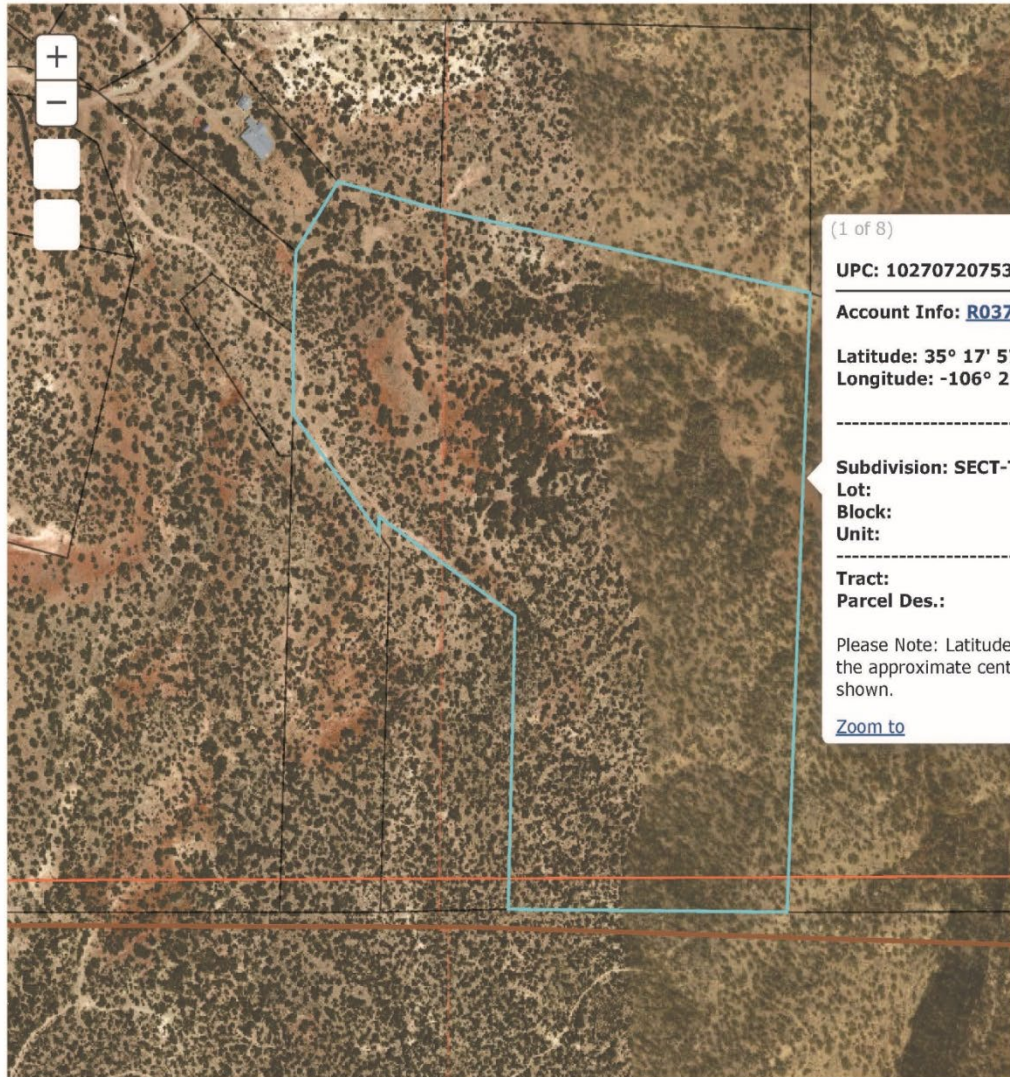 +
−
(1 of 8)
UPC: 10270720753
Account Info: R037
Latitude: 35° 17' 5
Longitude: -106° 2
Subdivision: SECT-
Lot:
Block:
Unit:
Tract:
Parcel Des.:
Please Note: Latitude
the approximate cent
shown.
Zoom to